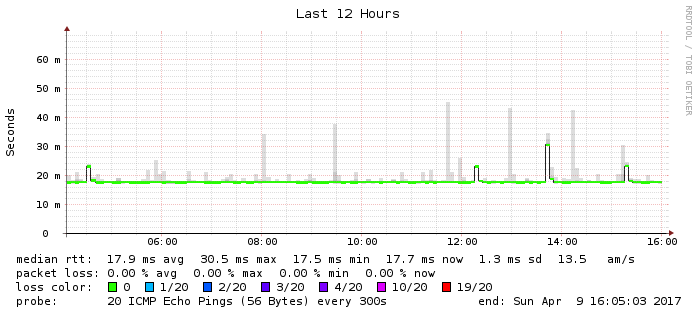 Last 12 Hours
RRDTOOL / TOBI OETIKER
Seconds
60 m
50 m
40 m
30 m
20 m
10 m
0
06:00 08:00 10:00 12:00 14:00 16:00
median rtt: 17.9 ms avg 30.5 ms max 17.5 ms min 17.7 ms now 1.3 ms sd 13.5 am/s
packet loss: 0.00 % avg 0.00 % max 0.00 % min 0.00 % now
loss color: 0 1/20 2/20 3/20 4/20 10/20 19/20
probe: 20 ICMP Echo Pings (56 Bytes) every 300s end: Sun Apr 9 16:05:03 2017